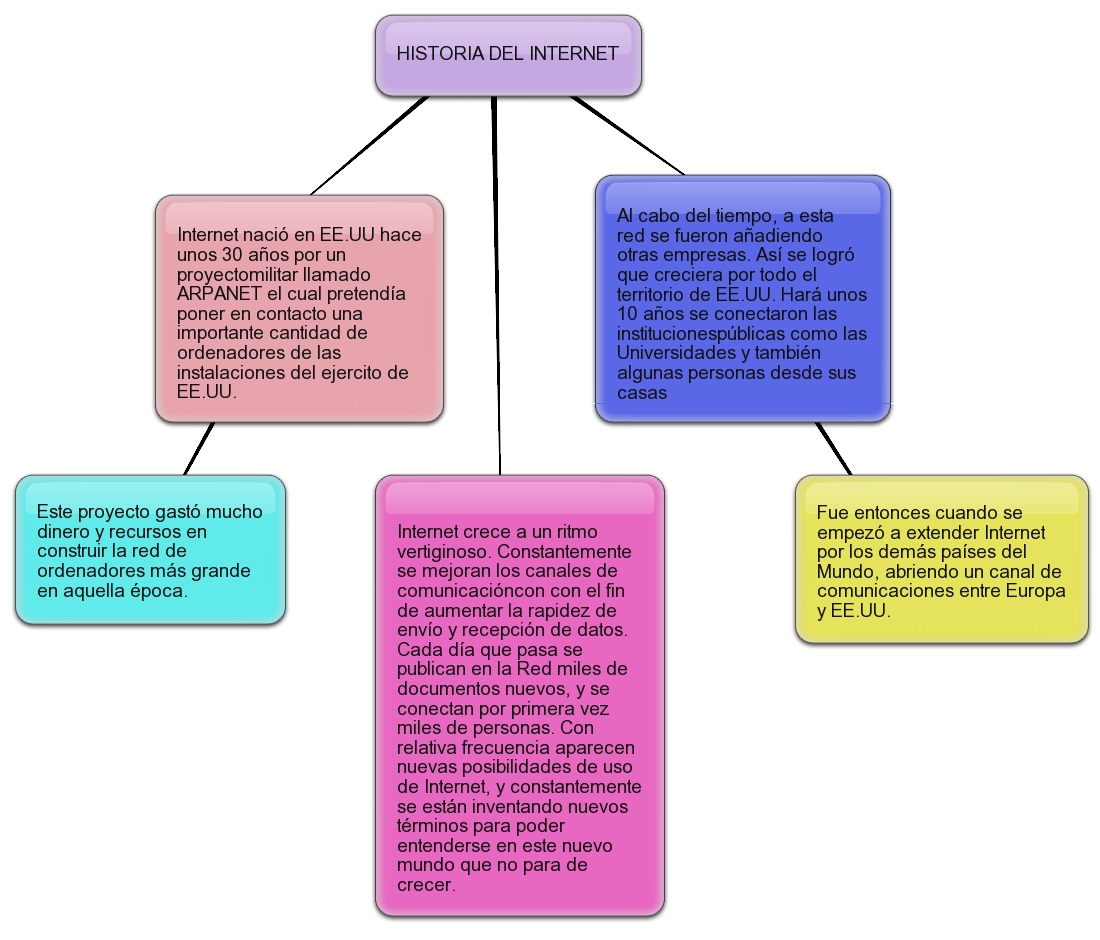 HISTORIA DEL INTERNET
Internet nació en EE.UU hace
unos 30 años por un
proyectomilitar llamado
ARPANET el cual pretendía
poner en contacto una
importante cantidad de
ordenadores de las
instalaciones del ejercito de
EE.UU.
Al cabo del tiempo, a esta
red se fueron añadiendo
otras empresas. Así se logró
que creciera por todo el
territorio de EE.UU. Hará unos
10 años se conectaron las
institucionespúblicas como las
Universidades y también
algunas personas desde sus
casas
Este proyecto gastó mucho
dinero y recursos en
construir la red de
ordenadores más grande
en aquella época.
Internet crece a un ritmo
vertiginoso. Constantemente
se mejoran los canales de
comunicacióncon con el fin
de aumentar la rapidez de
envío y recepción de datos.
Cada día que pasa se
publican en la Red miles de
documentos nuevos, y se
conectan por primera vez
miles de personas. Con
relativa frecuencia aparecen
nuevas posibilidades de uso
de Internet, y constantemente
se están inventando nuevos
términos para poder
entenderse en este nuevo
mundo que no para de
crecer.
Fue entonces cuando se
empezó a extender Internet
por los demás países del
Mundo, abriendo un canal de
comunicaciones entre Europa
y EE.UU.